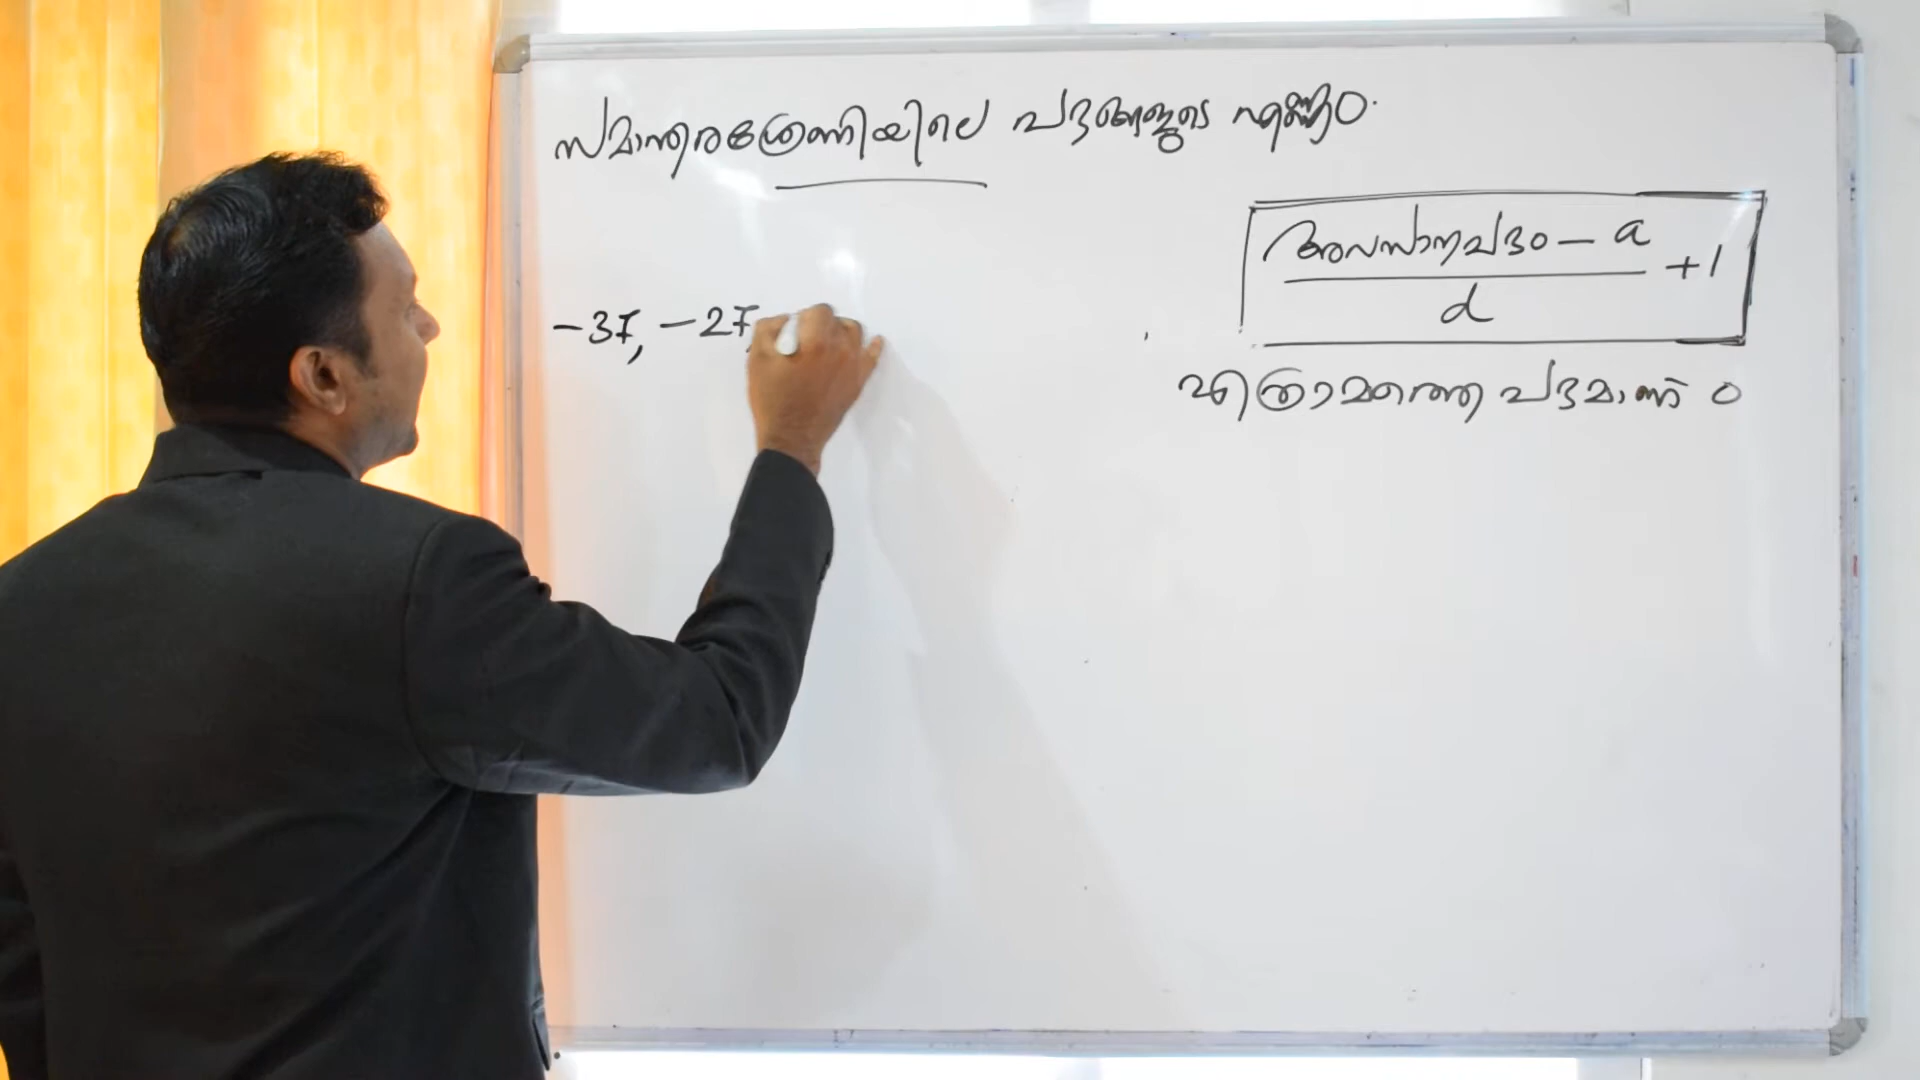 സമാന്തരശ്രേണിയിലെ പദങ്ങളുടെ എണ്ണം.
അവസാനപദം – a
+1
d
–37, –27,
എത്രാമത്തെ പദമാണ് 0